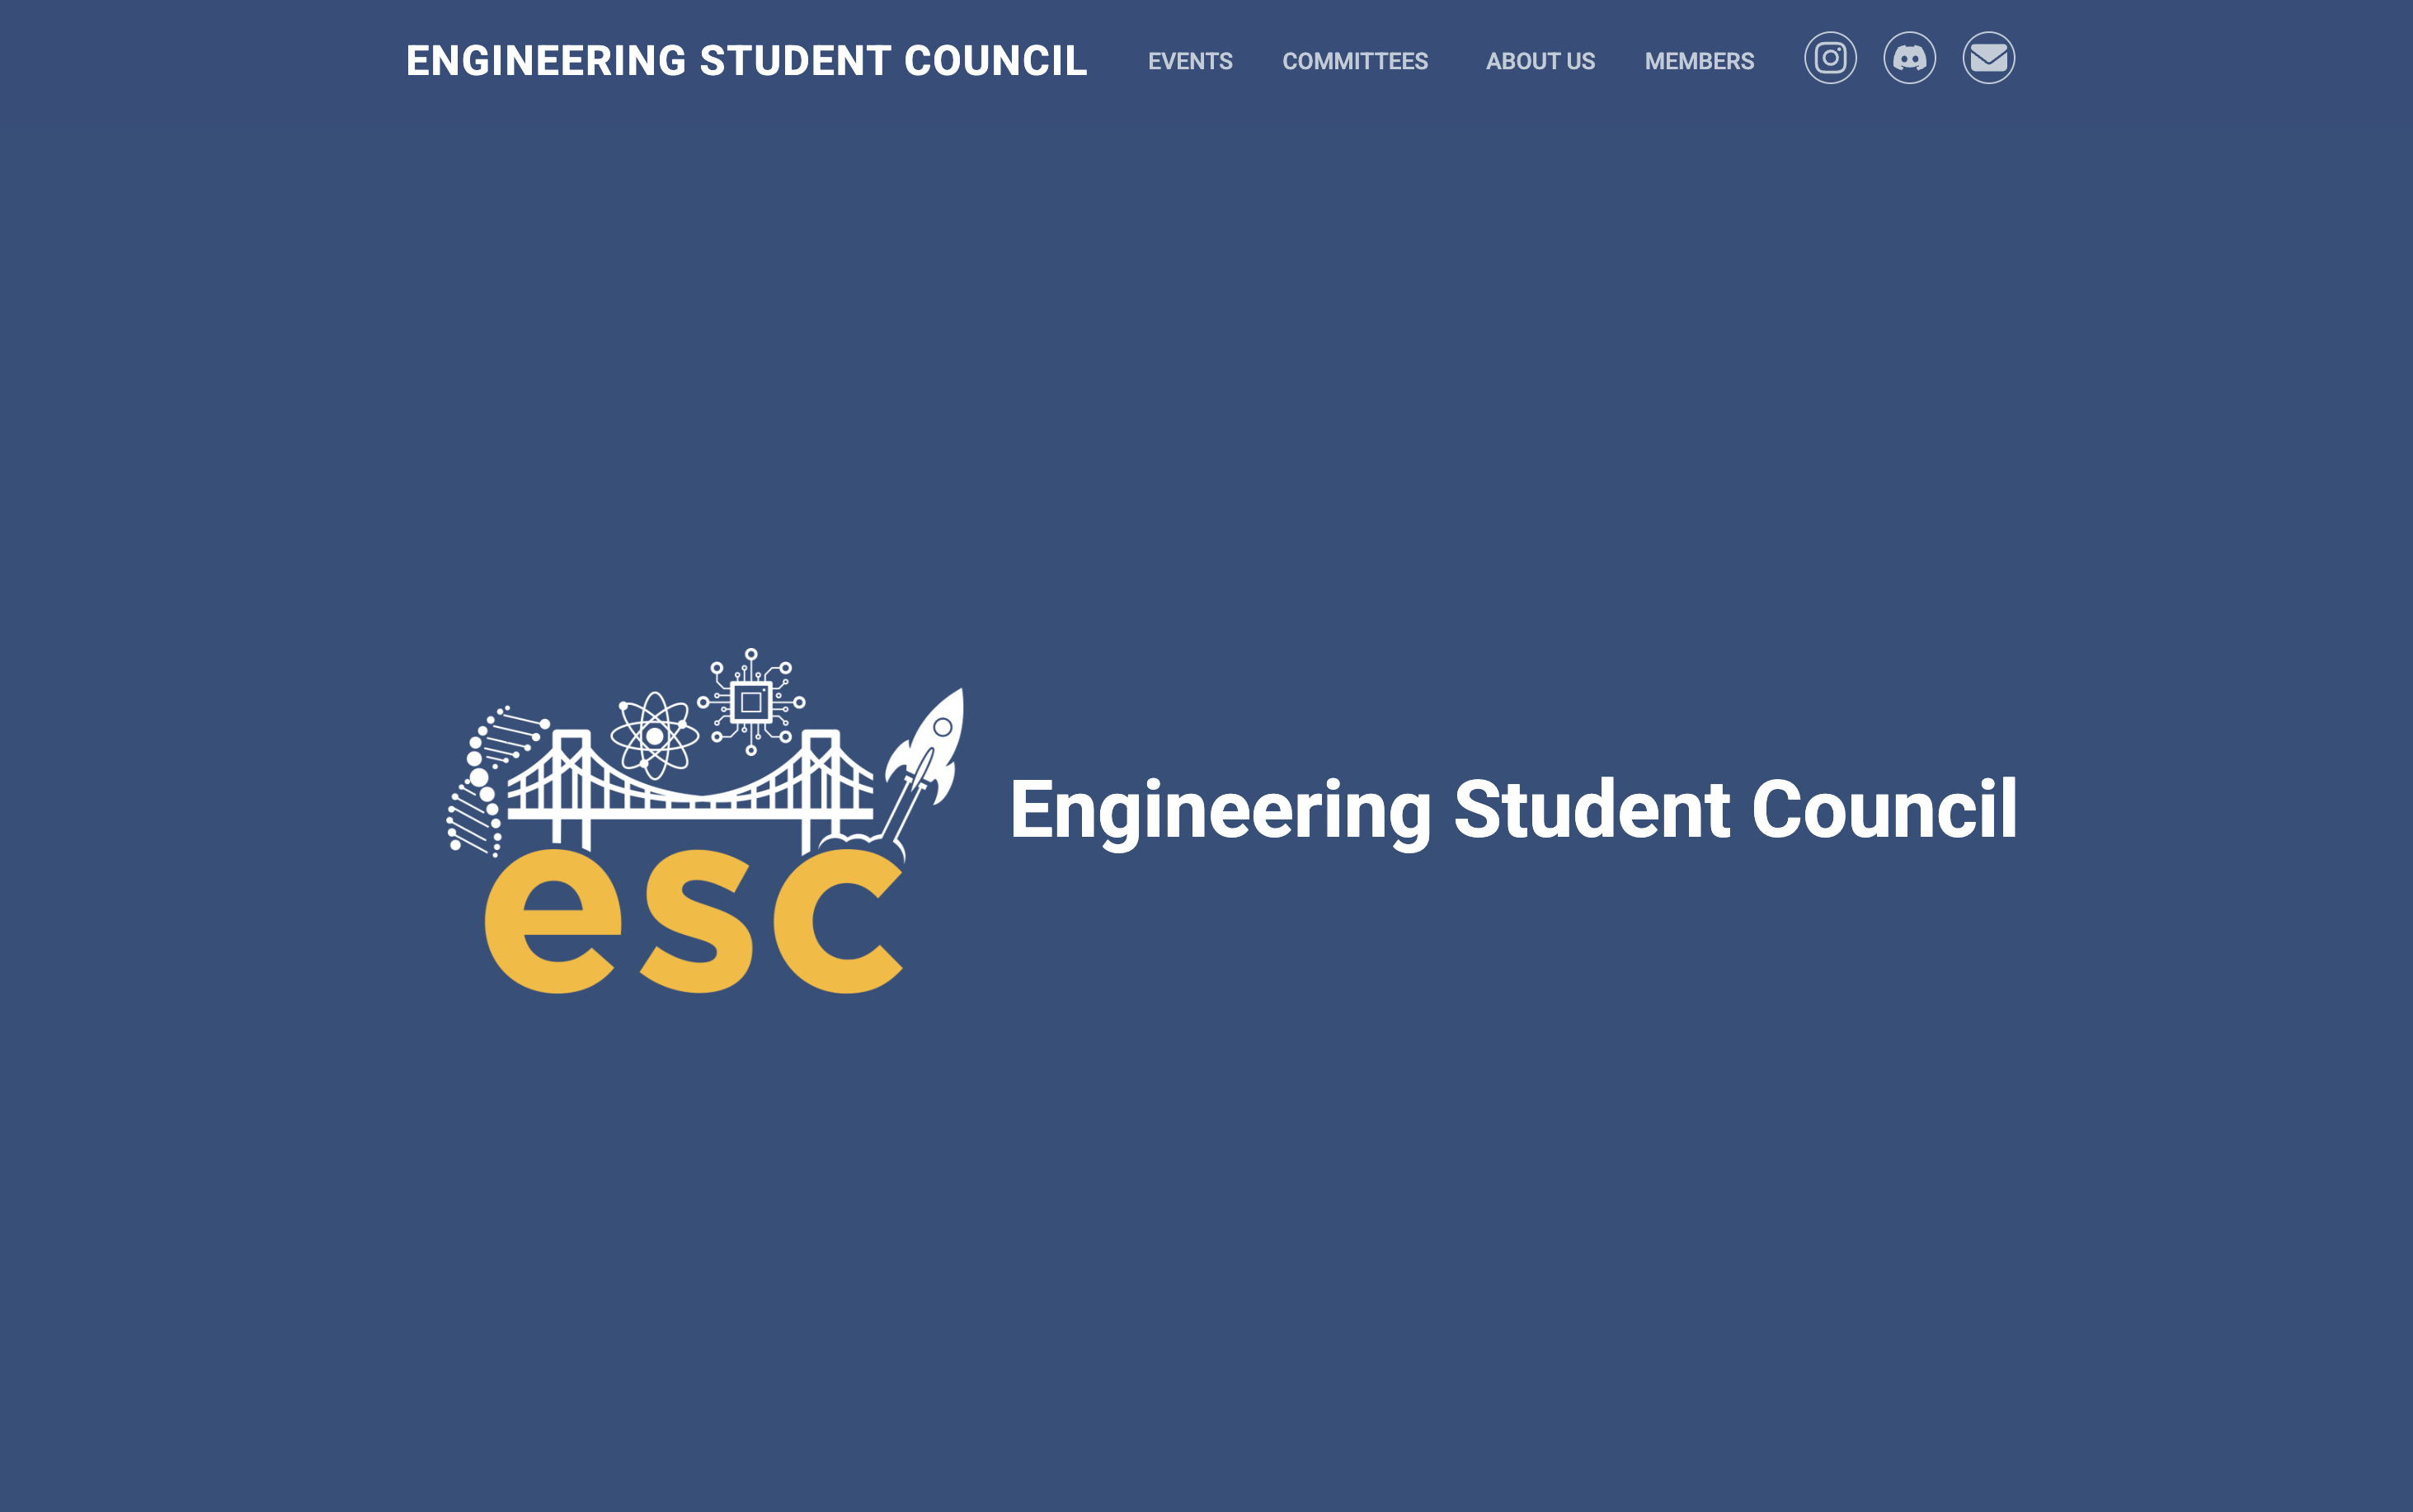 ENGINEERING STUDENT COUNCIL EVENTS COMMITTEES ABOUT US MEMBERS
Engineering Student Council
esc